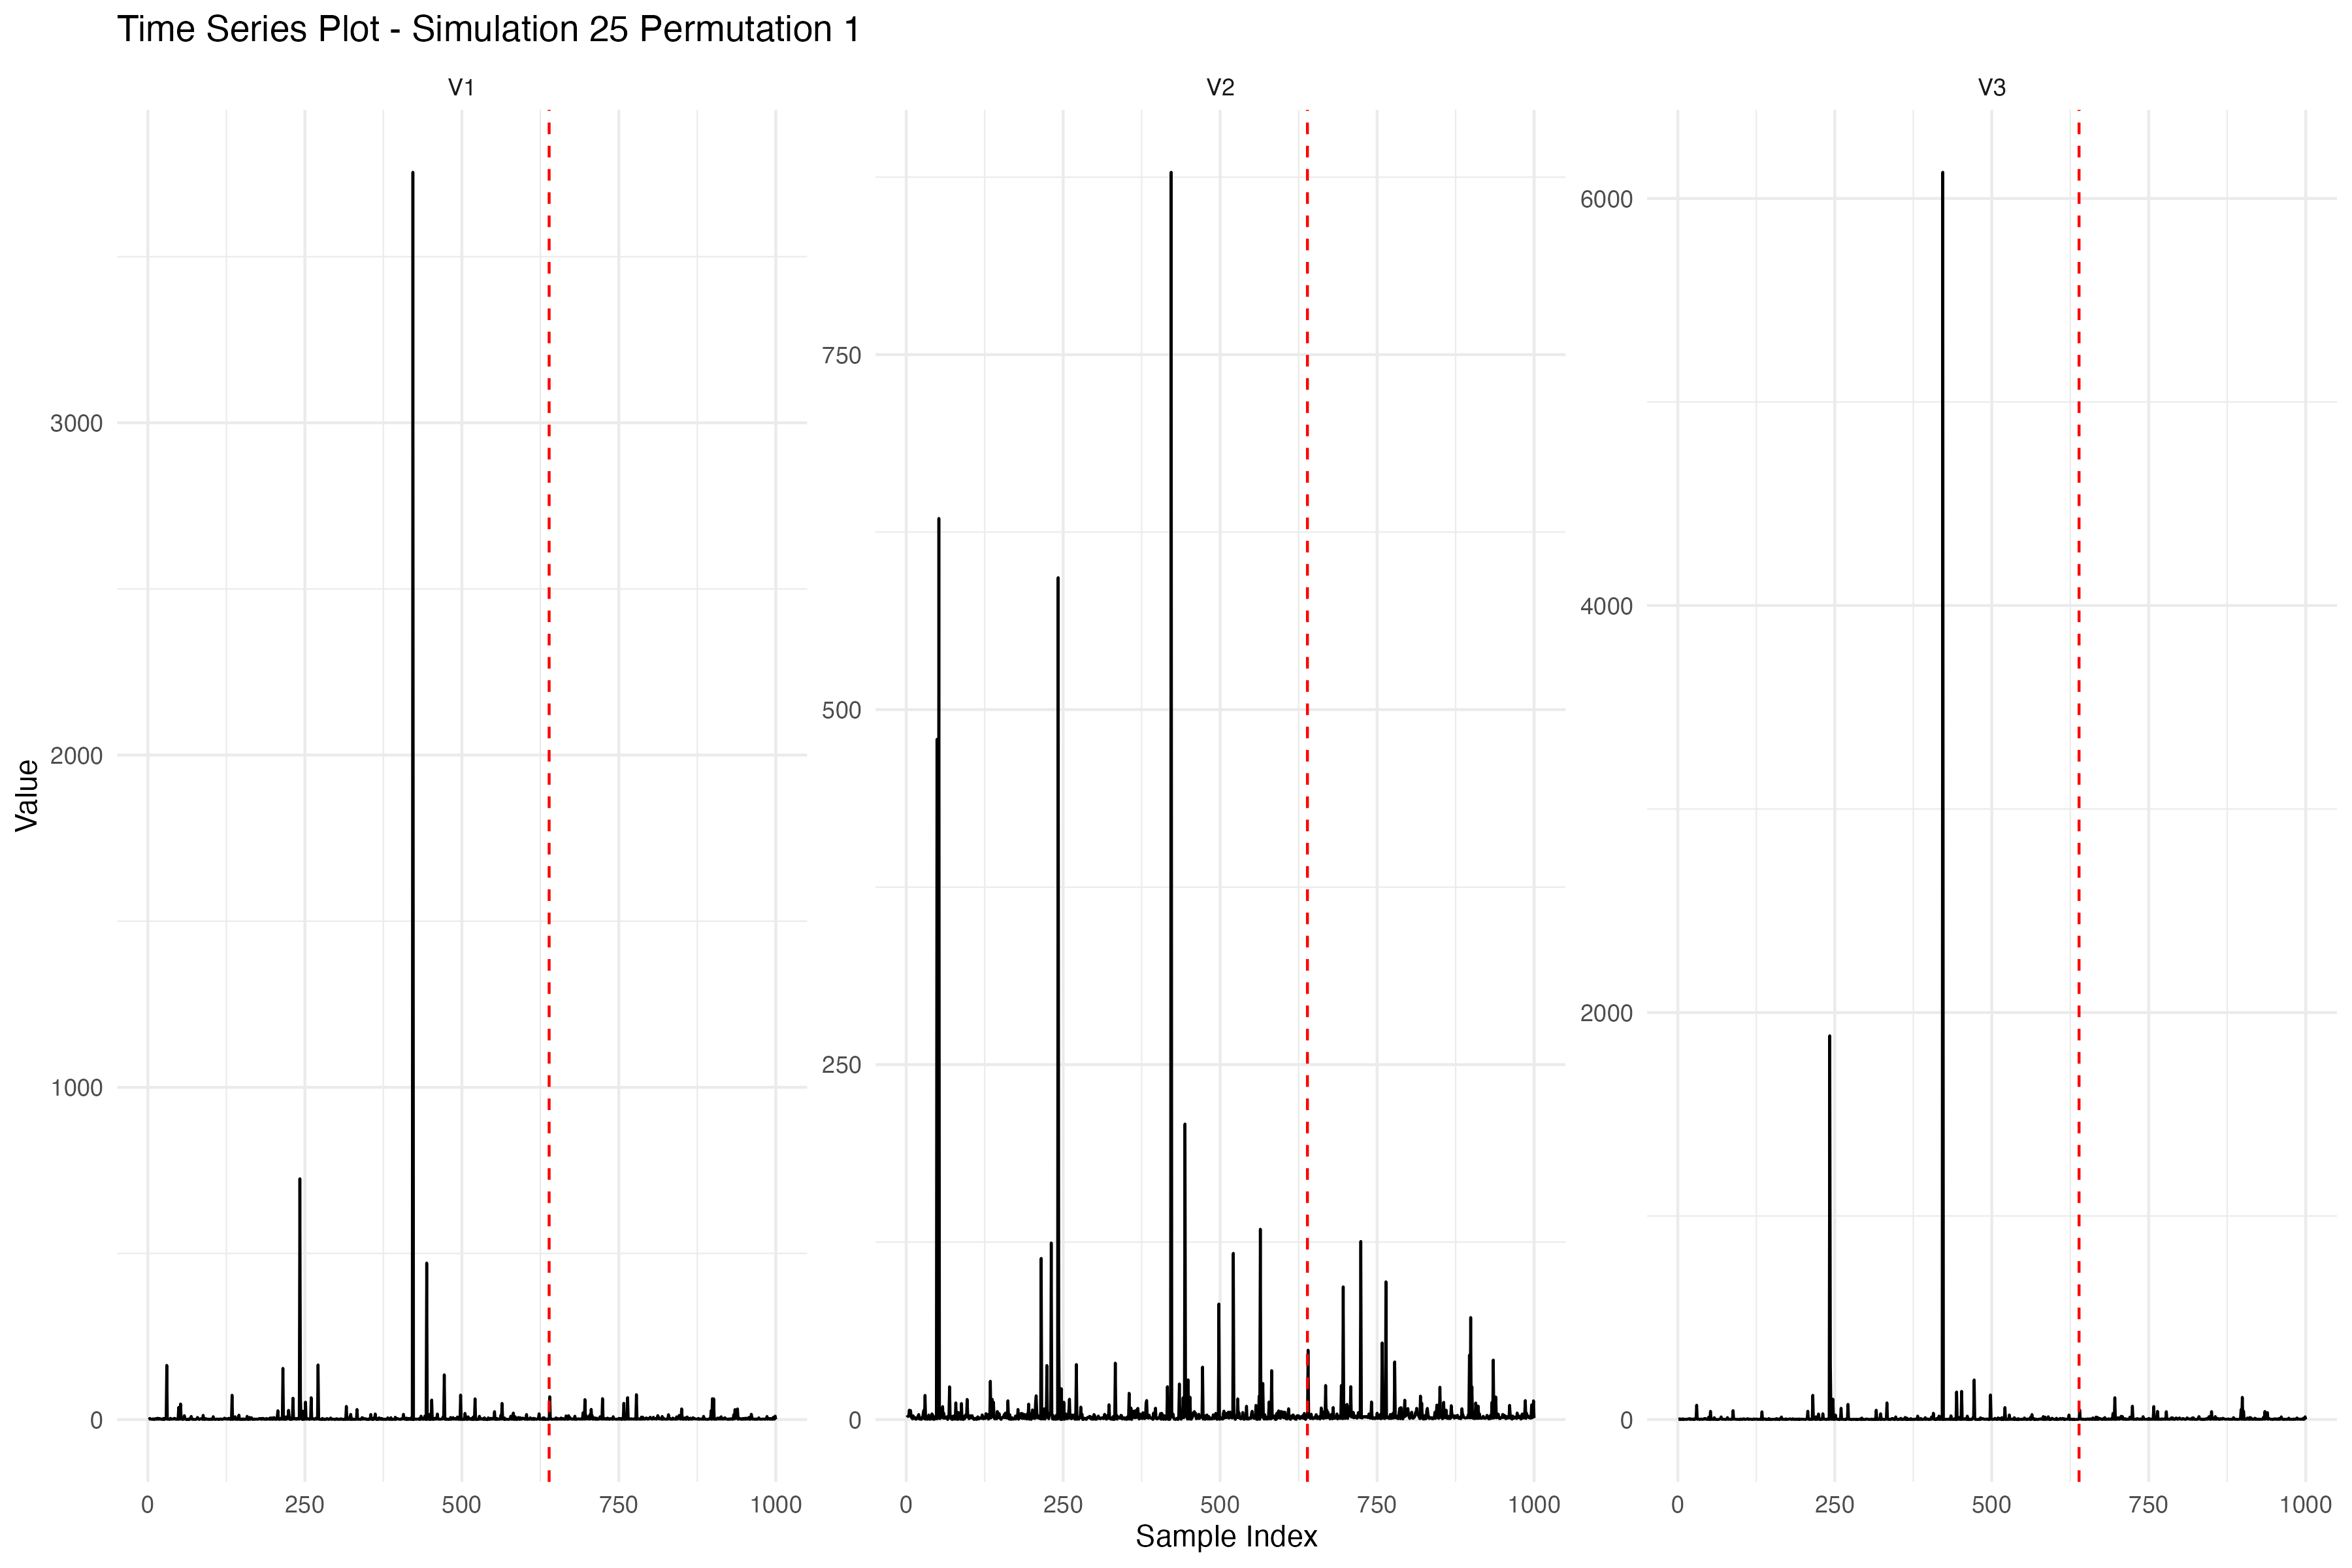 Time Series Plot - Simulation 25 Permutation 1
V1
V2
V3
Value
3000
2000
1000
0
750
500
250
0
6000
4000
2000
0
0 250 500 750 1000
0 250 500 750 1000
0 250 500 750 1000
Sample Index